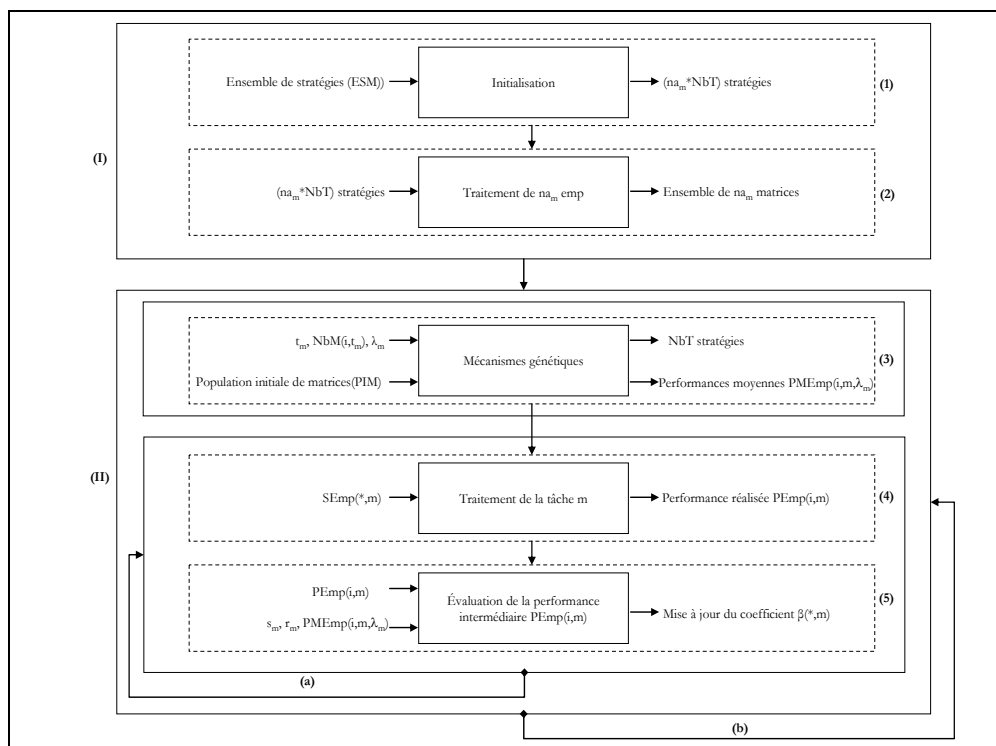 Ensemble de stratégies (ESM))
Initialisation
(na_m*NbT) stratégies
(1)
(I)
(na_m*NbT) stratégies
Traitement de na_m emp
Ensemble de na_m matrices
(2)
t_m, NbM(i,t_m), λ_m
Population initiale de matrices(PIM)
Mécanismes génétiques
NbT stratégies
Performances moyennes PMEmp(i,m,λ_m)
(3)
(II)
SEmp(*,m)
Traitement de la tâche m
Performance réalisée PEmp(i,m)
(4)
PEmp(i,m)
s_m, r_m, PMEmp(i,m,λ_m)
Évaluation de la performance
intermédiaire PEmp(i,m)
Mise à jour du coefficient β(*,m)
(5)
(a)
(b)